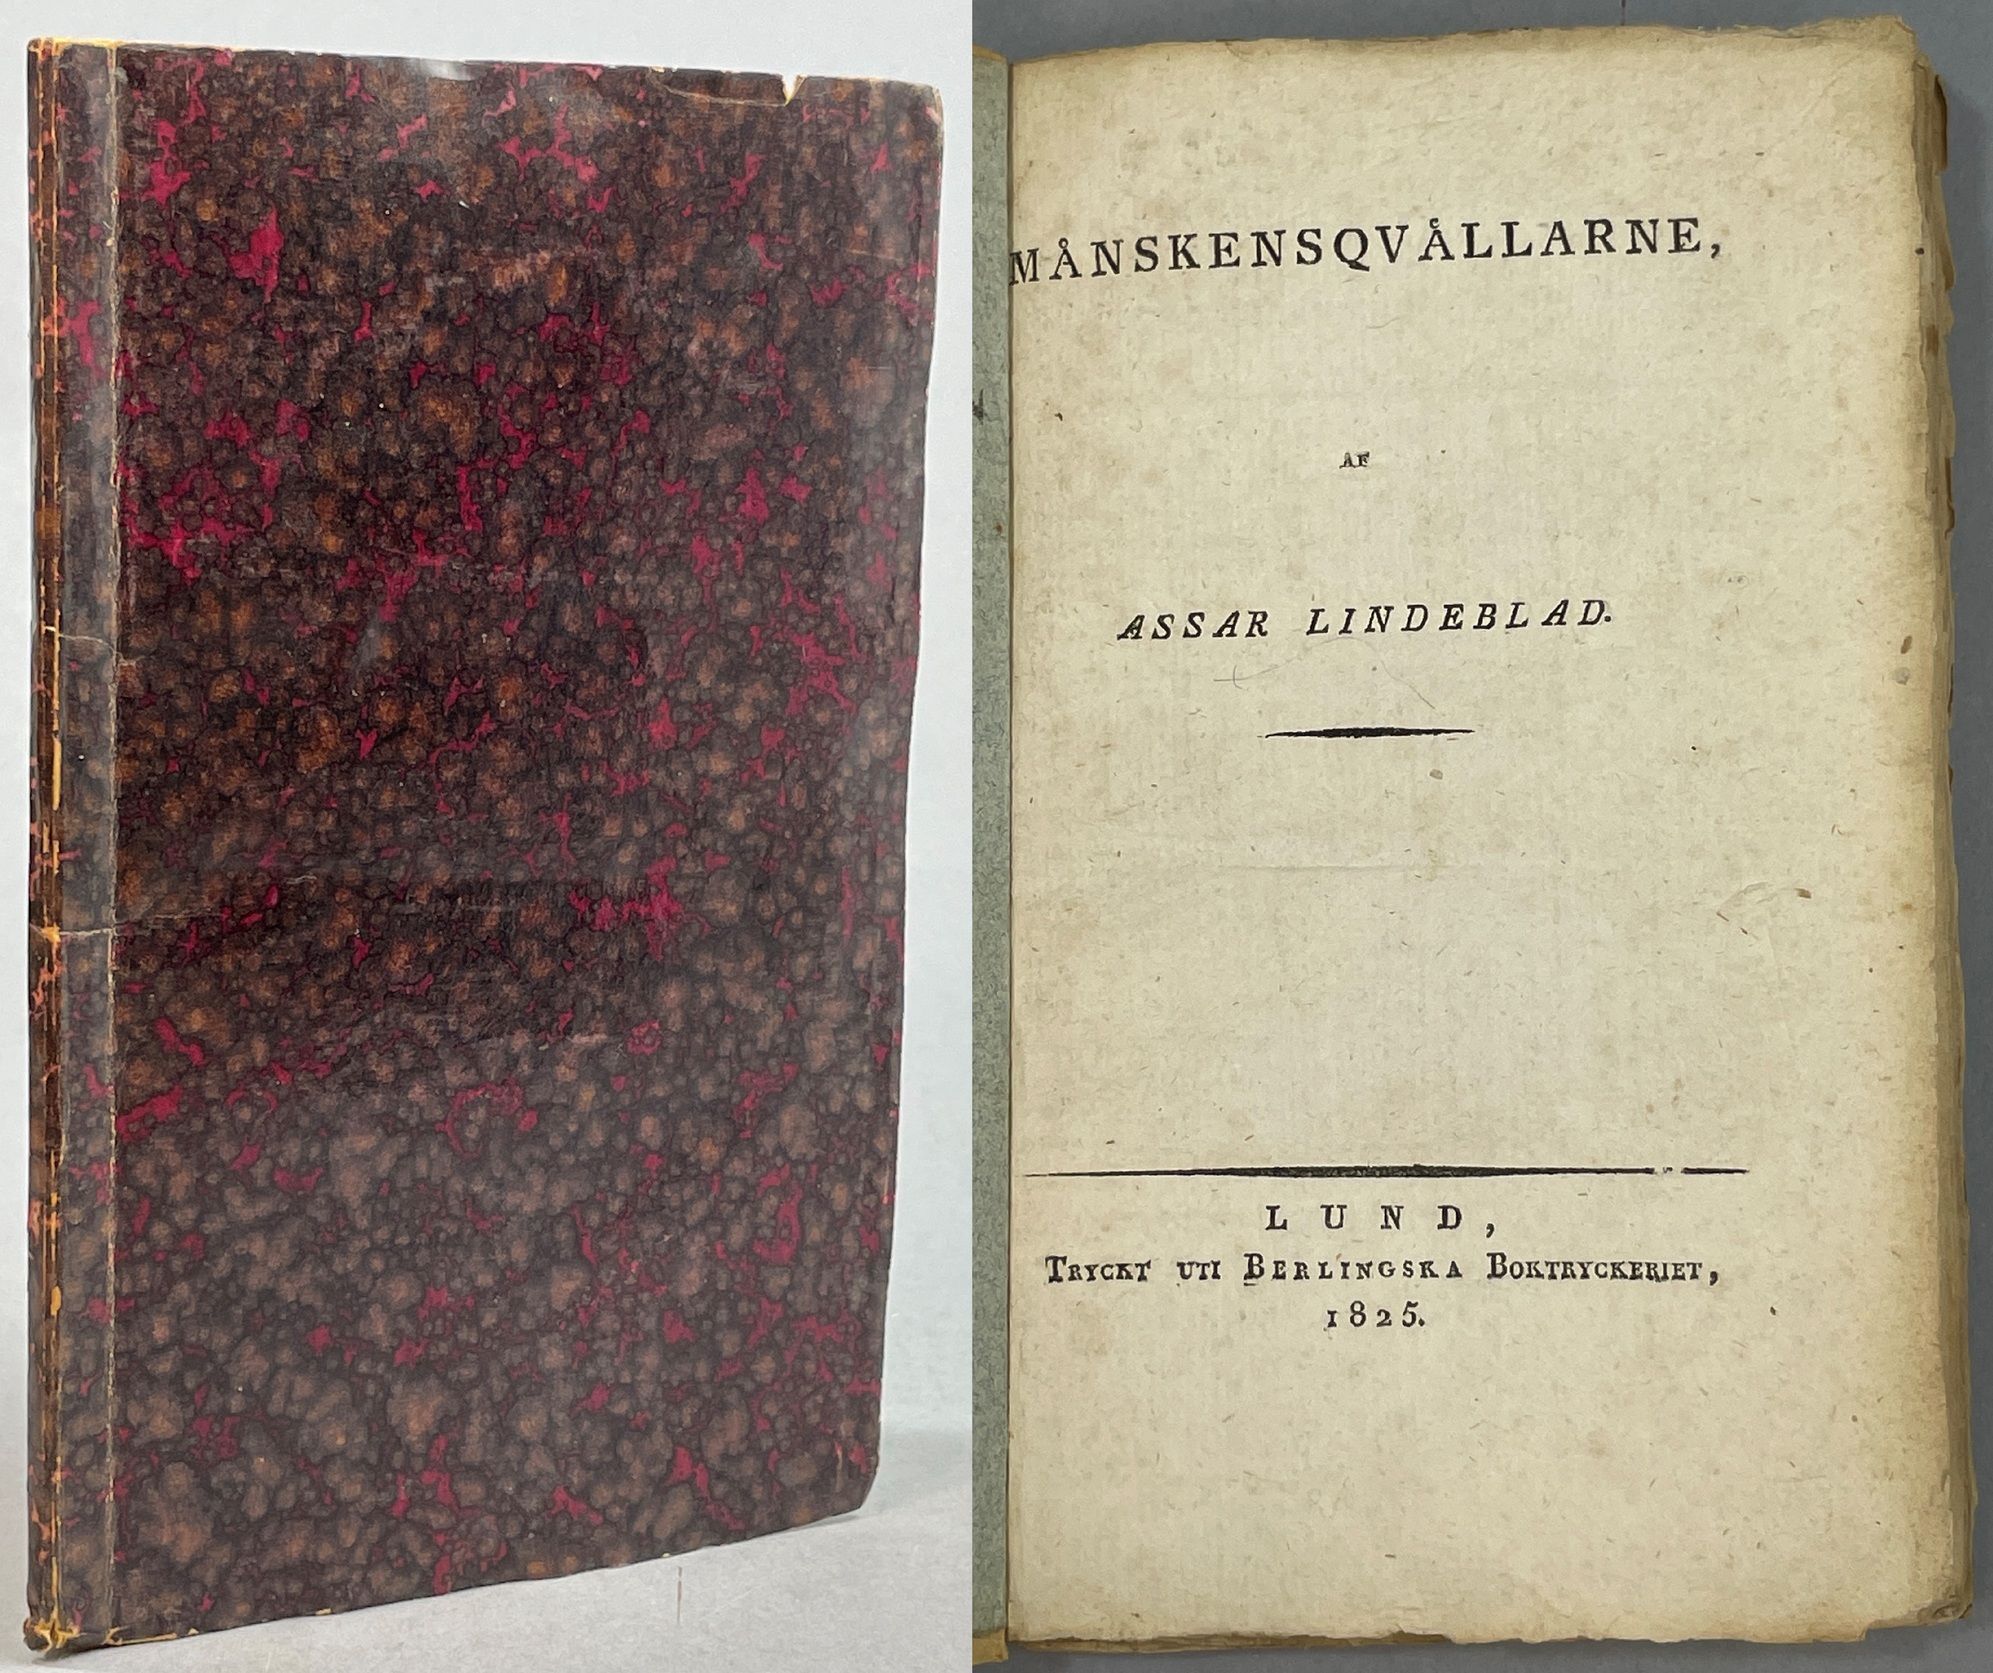 MÅNSKENSQVÅLLARNE,
AF
ASSAR LINDEBLAD.
LUND,
TRYCKT UTI BERLINGSKA BOKTRYCKERIET,
1825.